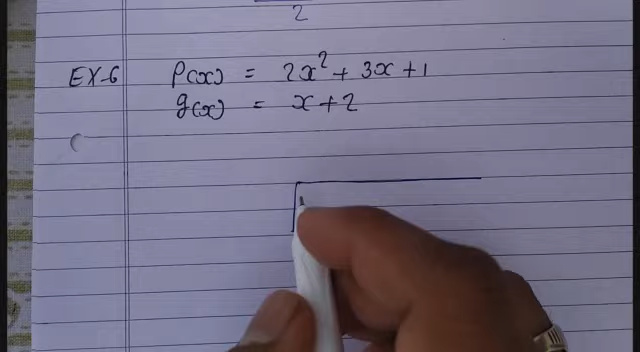 2
EX-6 p(x) = 2x² + 3x + 1
g(x) = x + 2
(